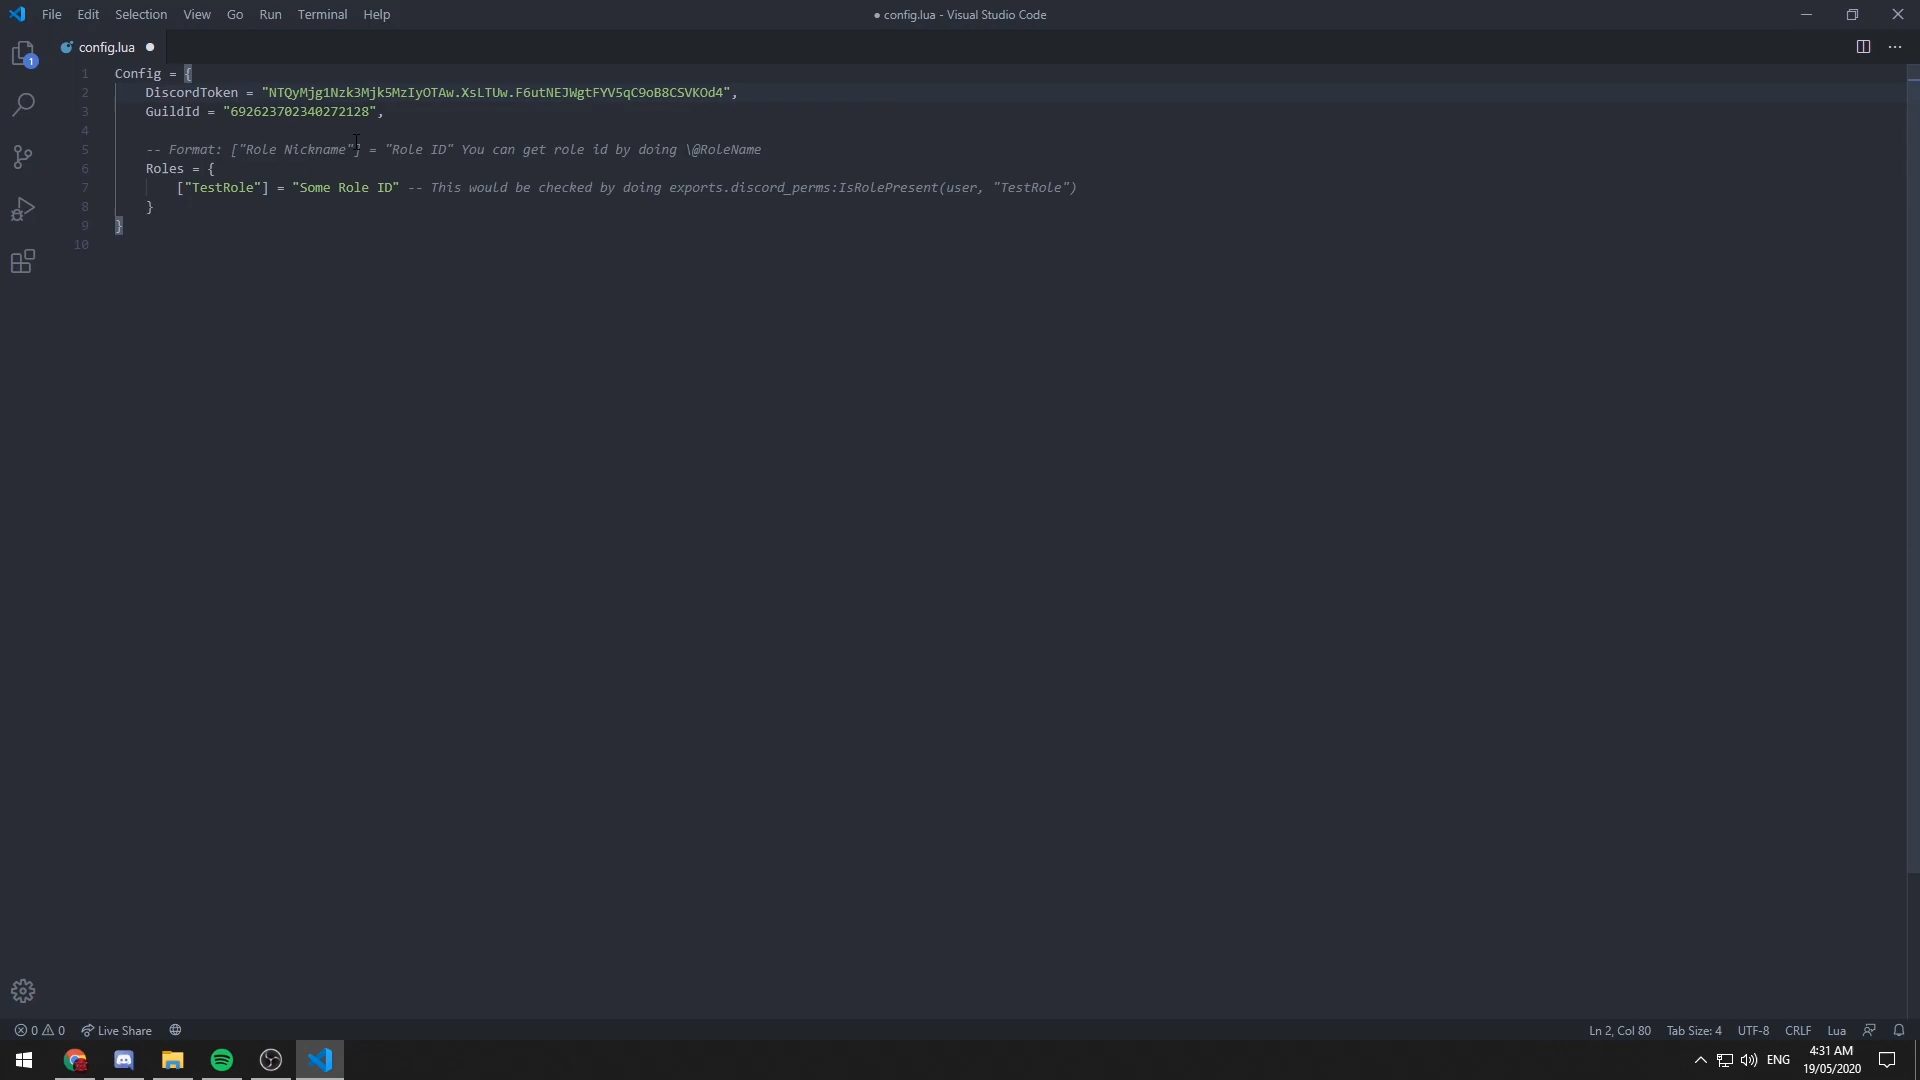 File Edit Selection View Go Run Terminal Help ● config.lua - Visual Studio Code
config.lua ●
1 Config = {
2 DiscordToken = "NTQyMjg1Nzk3Mjk5MzIyOTAw.XsLTUw.F6utNEJWgtFYV5qC9oB8CSVKOd4",
3 GuildId = "692623702340272128",
4
5 -- Format: ["Role Nickname"] = "Role ID" You can get role id by doing \@RoleName
6 Roles = {
7 ["TestRole"] = "Some Role ID" -- This would be checked by doing exports.discord_perms:IsRolePresent(user, "TestRole")
8 }
9 }
10
1
0 0 Live Share Ln 2, Col 80 Tab Size: 4 UTF-8 CRLF Lua
ENG 4:31 AM
19/05/2020